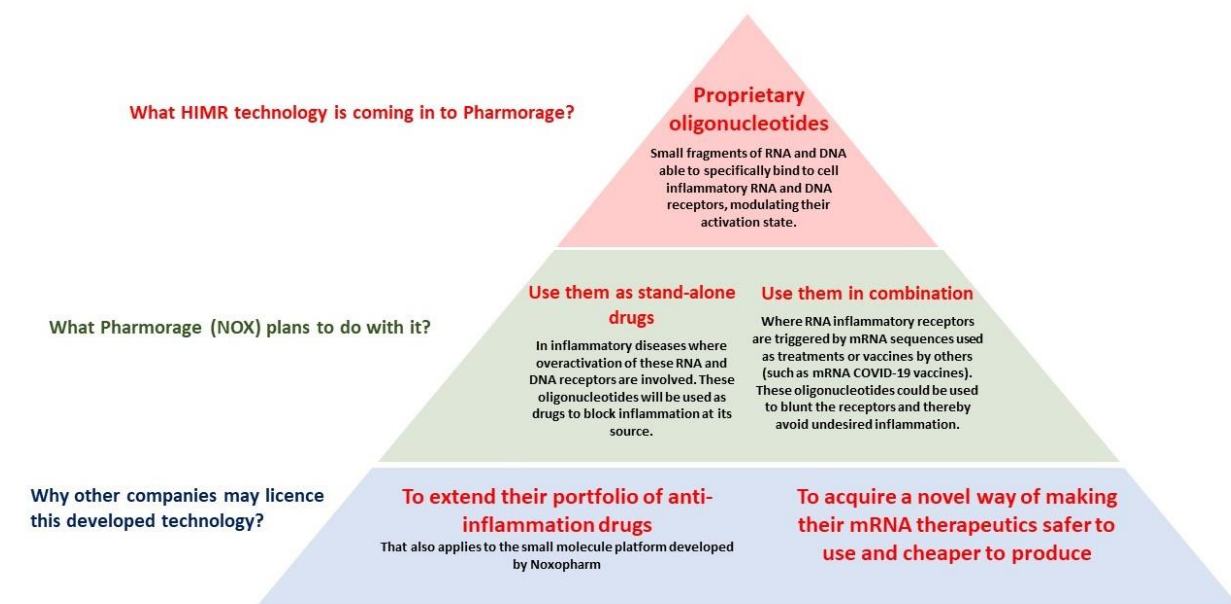 What HIMR technology is coming in to Pharmorage?
Proprietary
oligonucleotides
Small fragments of RNA and DNA
able to specifically bind to cell
inflammatory RNA and DNA
receptors, modulating their
activation state.
What Pharmorage (NOX) plans to do with it?
Use them as stand-alone
drugs
In inflammatory diseases where
overactivation of these RNA and
DNA receptors are involved. These
oligonucleotides will be used as
drugs to block inflammation at its
source.
Use them in combination
Where RNA inflammatory receptors
are triggered by mRNA sequences used
as treatments or vaccines by others
(such as mRNA COVID-19 vaccines).
These oligonucleotides could be used
to blunt the receptors and thereby
avoid undesired inflammation.
Why other companies may licence
this developed technology?
To extend their portfolio of anti-
inflammation drugs
That also applies to the small molecule platform developed
by Noxopharm
To acquire a novel way of making
their mRNA therapeutics safer to
use and cheaper to produce